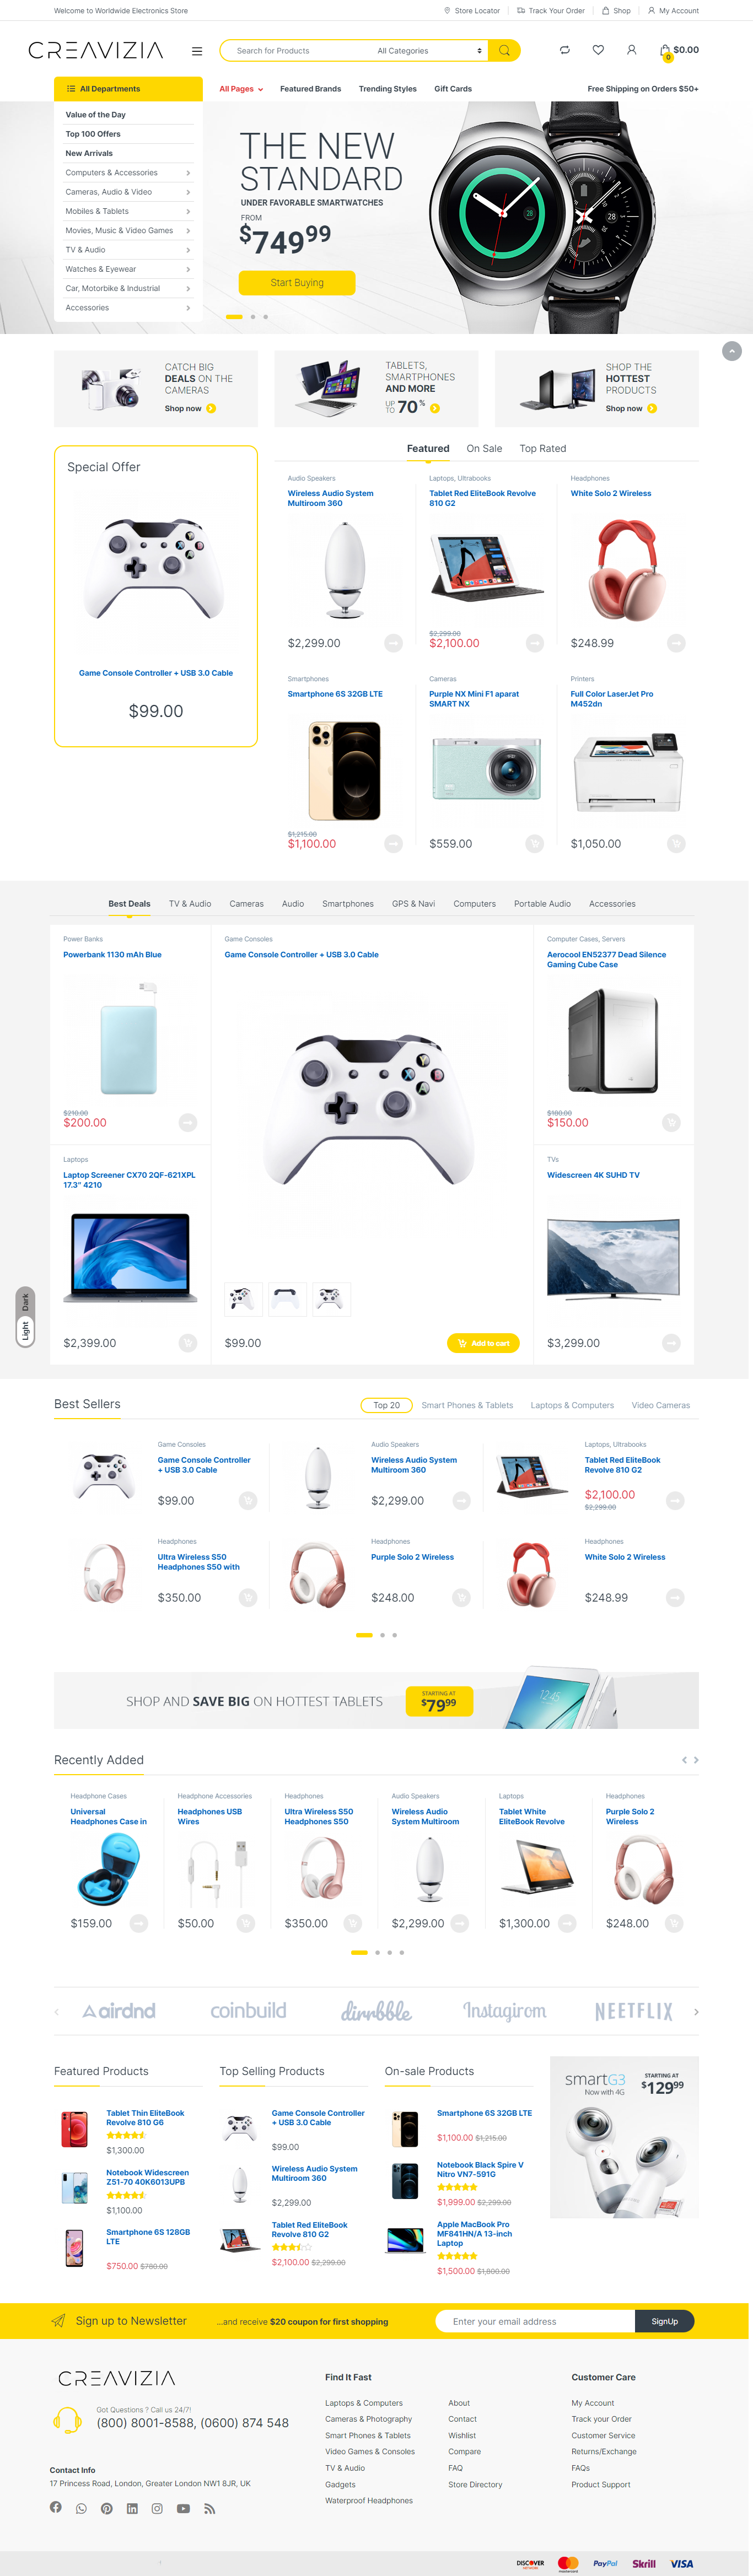 Welcome to Worldwide Electronics Store
Store Locator
Track Your Order
Shop
My Account
CREAVIZIA
Search for Products
All Categories
0
$0.00
All Departments
All Pages
Featured Brands
Trending Styles
Gift Cards
Free Shipping on Orders $50+
Value of the Day
Top 100 Offers
New Arrivals
Computers & Accessories
Cameras, Audio & Video
Mobiles & Tablets
Movies, Music & Video Games
TV & Audio
Watches & Eyewear
Car, Motorbike & Industrial
Accessories
THE NEW
STANDARD
UNDER FAVORABLE SMARTWATCHES
FROM
$749 99
Start Buying
28
28
CATCH BIG
DEALS ON THE
CAMERAS
Shop now
TABLETS,
SMARTPHONES
AND MORE
UP TO 70%
SHOP THE
HOTTEST
PRODUCTS
Shop now
Special Offer
Game Console Controller + USB 3.0 Cable
$99.00
Featured
On Sale
Top Rated
Audio Speakers
Wireless Audio System
Multiroom 360
$2,299.00
Laptops, Ultrabooks
Tablet Red EliteBook Revolve
810 G2
$2,299.00
$2,100.00
Headphones
White Solo 2 Wireless
$248.99
Smartphones
Smartphone 6S 32GB LTE
$1,215.00
$1,100.00
Cameras
Purple NX Mini F1 aparat
SMART NX
$559.00
Printers
Full Color LaserJet Pro
M452dn
$1,050.00
Best Deals
TV & Audio
Cameras
Audio
Smartphones
GPS & Navi
Computers
Portable Audio
Accessories
Power Banks
Powerbank 1130 mAh Blue
$210.00
$200.00
Laptops
Laptop Screener CX70 2QF-621XPL
17.3" 4210
$2,399.00
Game Consoles
Game Console Controller + USB 3.0 Cable
$99.00
Add to cart
Computer Cases, Servers
Aerocool EN52377 Dead Silence
Gaming Cube Case
$180.00
$150.00
TVs
Widescreen 4K SUHD TV
$3,299.00
Dark
Light
Best Sellers
Top 20
Smart Phones & Tablets
Laptops & Computers
Video Cameras
Game Consoles
Game Console Controller
+ USB 3.0 Cable
$99.00
Audio Speakers
Wireless Audio System
Multiroom 360
$2,299.00
Laptops, Ultrabooks
Tablet Red EliteBook
Revolve 810 G2
$2,100.00
$2,299.00
Headphones
Ultra Wireless S50
Headphones S50 with
$350.00
Headphones
Purple Solo 2 Wireless
$248.00
Headphones
White Solo 2 Wireless
$248.99
SHOP AND SAVE BIG ON HOTTEST TABLETS
STARTING AT
$79 99
12:45
Recently Added
Headphone Cases
Universal
Headphones Case in
$159.00
Headphone Accessories
Headphones USB
Wires
$50.00
Headphones
Ultra Wireless S50
Headphones S50
$350.00
Audio Speakers
Wireless Audio
System Multiroom
$2,299.00
Laptops
Tablet White
EliteBook Revolve
$1,300.00
Headphones
Purple Solo 2
Wireless
$248.00
airdnd
coinbuild
dirrbble
Instagirom
NEETFLIX
Featured Products
Tablet Thin EliteBook
Revolve 810 G6
$1,300.00
Notebook Widescreen
Z51-70 40K6013UPB
$1,100.00
Smartphone 6S 128GB
LTE
$750.00 $780.00
Top Selling Products
Game Console Controller
+ USB 3.0 Cable
$99.00
Wireless Audio System
Multiroom 360
$2,299.00
Tablet Red EliteBook
Revolve 810 G2
$2,100.00 $2,299.00
On-sale Products
Smartphone 6S 32GB LTE
$1,100.00 $1,215.00
Notebook Black Spire V
Nitro VN7-591G
$1,999.00 $2,299.00
Apple MacBook Pro
MF841HN/A 13-inch
Laptop
$1,500.00 $1,800.00
smartG3
Now with 4G
STARTING AT
$129 99
Sign up to Newsletter
...and receive $20 coupon for first shopping
Enter your email address
SignUp
CREAVIZIA
Got Questions ? Call us 24/7!
(800) 8001-8588, (0600) 874 548
Contact Info
17 Princess Road, London, Greater London NW1 8JR, UK
Find It Fast
Laptops & Computers
Cameras & Photography
Smart Phones & Tablets
Video Games & Consoles
TV & Audio
Gadgets
Waterproof Headphones
About
Contact
Wishlist
Compare
FAQ
Store Directory
Customer Care
My Account
Track your Order
Customer Service
Returns/Exchange
FAQs
Product Support
DISCOVER
NETWORK
mastercard
PayPal
Skrill
VISA